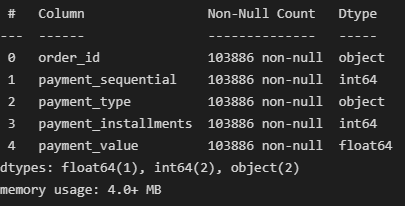 #   Column                Non-Null Count   Dtype
---  ------                --------------   -----
 0   order_id              103886 non-null  object
 1   payment_sequential    103886 non-null  int64
 2   payment_type          103886 non-null  object
 3   payment_installments  103886 non-null  int64
 4   payment_value         103886 non-null  float64
dtypes: float64(1), int64(2), object(2)
memory usage: 4.0+ MB